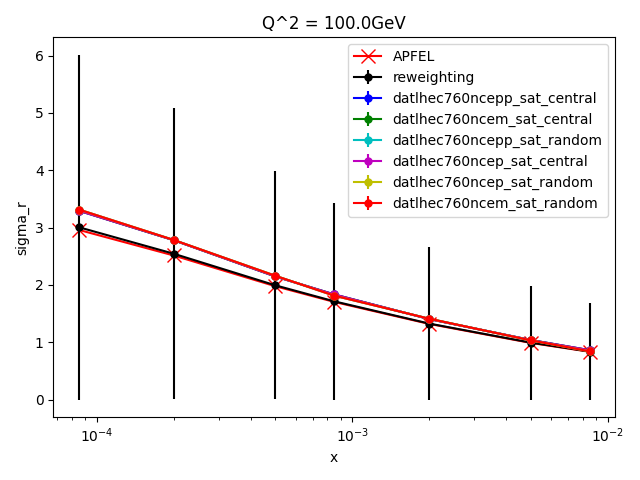 Q^2 = 100.0GeV
6
5
4
3
2
1
0
sigma_r
APFEL
reweighting
datlhec760ncepp_sat_central
datlhec760ncem_sat_central
datlhec760ncepp_sat_random
datlhec760ncep_sat_central
datlhec760ncep_sat_random
datlhec760ncem_sat_random
10⁻⁴ 10⁻³ 10⁻²
x